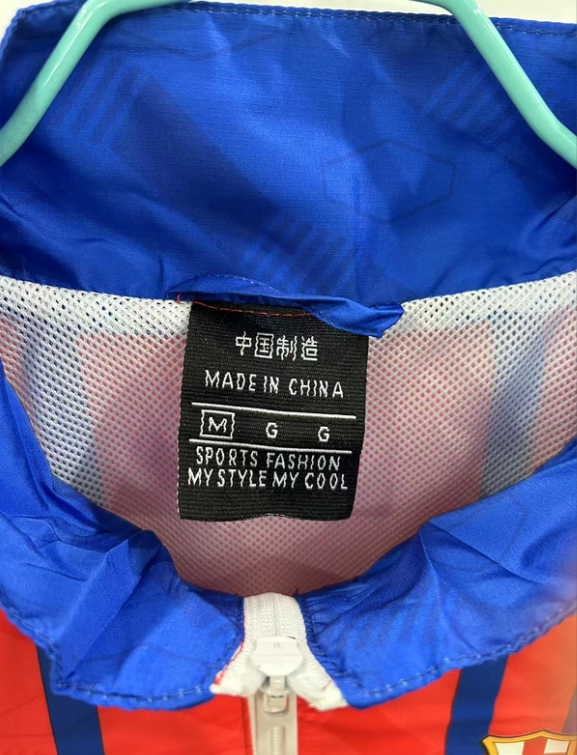 中国制造
MADE IN CHINA
M G G
SPORTS FASHION
MY STYLE MY COOL